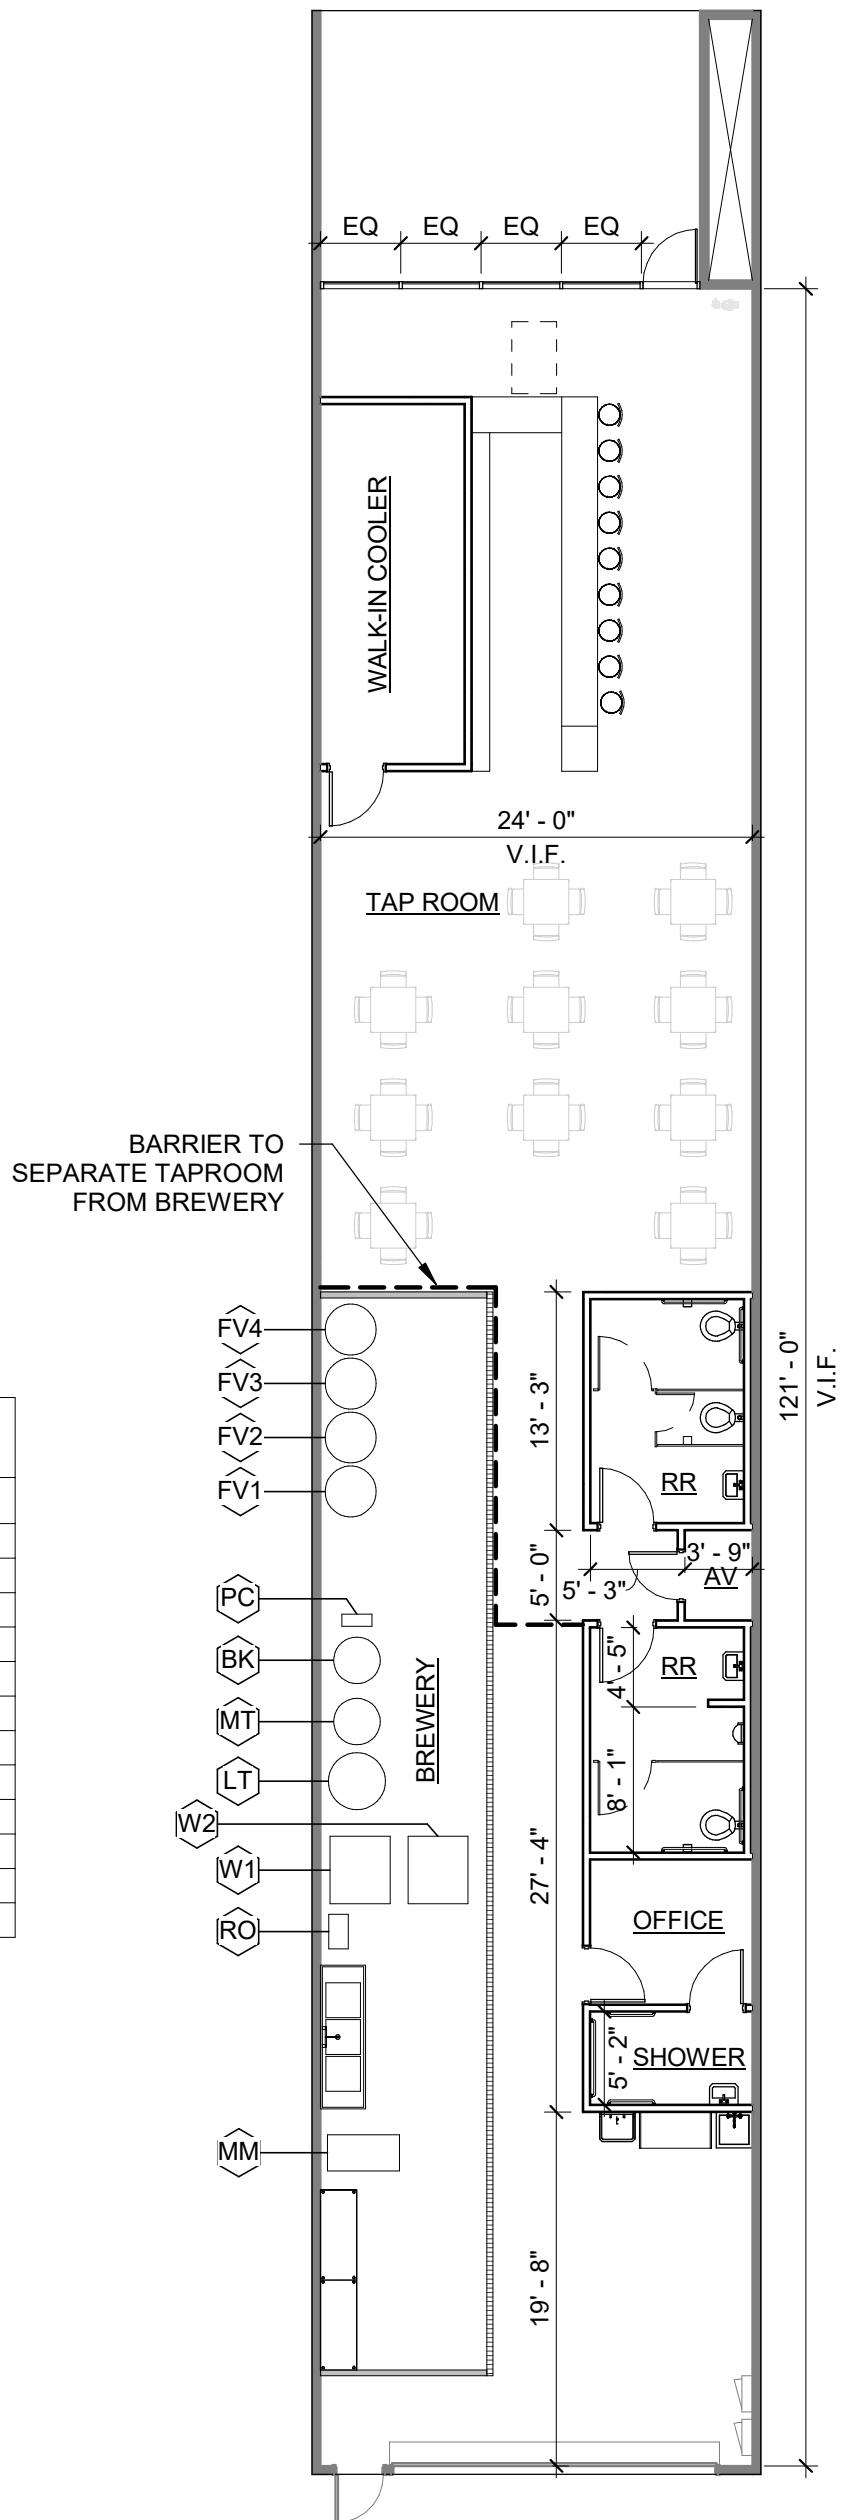 EQ EQ EQ EQ
WALK-IN COOLER
24' - 0"
V.I.F.
TAP ROOM
BARRIER TO
SEPARATE TAPROOM
FROM BREWERY
121' - 0"
V.I.F.
FV4
FV3
FV2
FV1
13' - 3"
RR
5' - 0"
5' - 3"
3' - 9"
AV
PC
BK
MT
LT
W2
W1
RO
BREWERY
RR
4' - 5"
8' - 1"
27' - 4"
OFFICE
5' - 2"
SHOWER
MM
19' - 8"